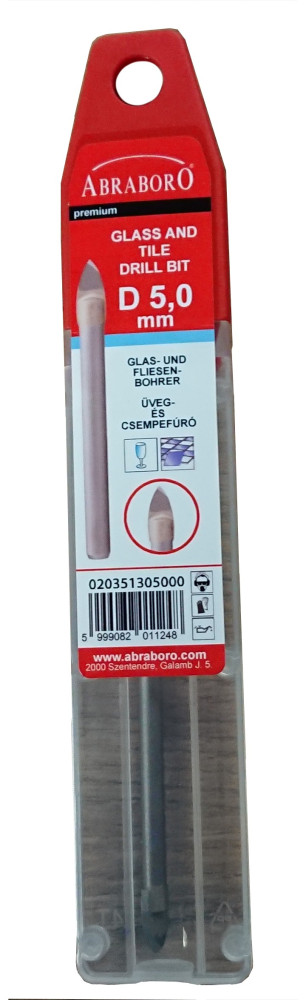 ABRABORO
premium
GLASS AND
TILE
DRILL BIT
D 5,0
mm
GLAS- UND
FLIESEN-
BOHRER
ÜVEG-
ÉS
CSEMPEFÚRÓ
020351305000
5 999082 011248
www.abraboro.com
2000 Szentendre, Galamb J. 5.